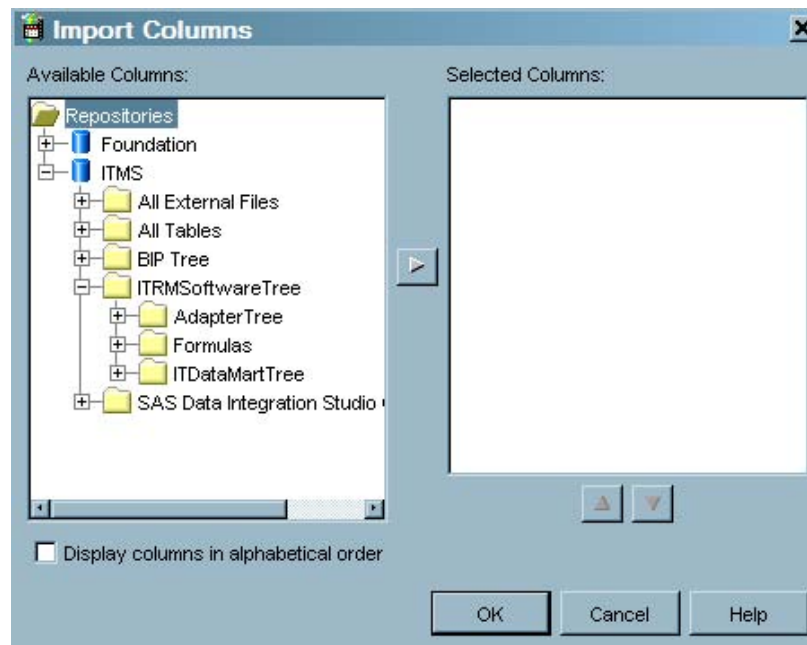 Import Columns
Available Columns:
Selected Columns:
Repositories
Foundation
ITMS
All External Files
All Tables
BIP Tree
ITRMSoftwareTree
AdapterTree
Formulas
ITDataMartTree
SAS Data Integration Studio
Display columns in alphabetical order
OK
Cancel
Help